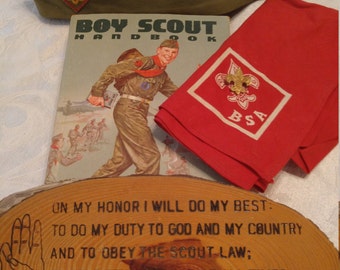 BOY SCOUT
HANDBOOK
BSA
ON MY HONOR I WILL DO MY BEST:
TO DO MY DUTY TO GOD AND MY COUNTRY
AND TO OBEY THE SCOUT LAW;